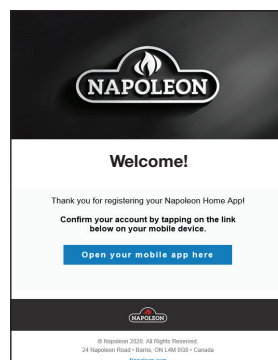 NAPOLEON
Welcome!
Thank you for registering your Napoleon Home App!
Confirm your account by tapping on the link
below on your mobile device.
Open your mobile app here
NAPOLEON
© Napoleon 2020. All Rights Reserved.
24 Napoleon Road • Barrie, ON L4M 0G8 • Canada
Napoleon.com